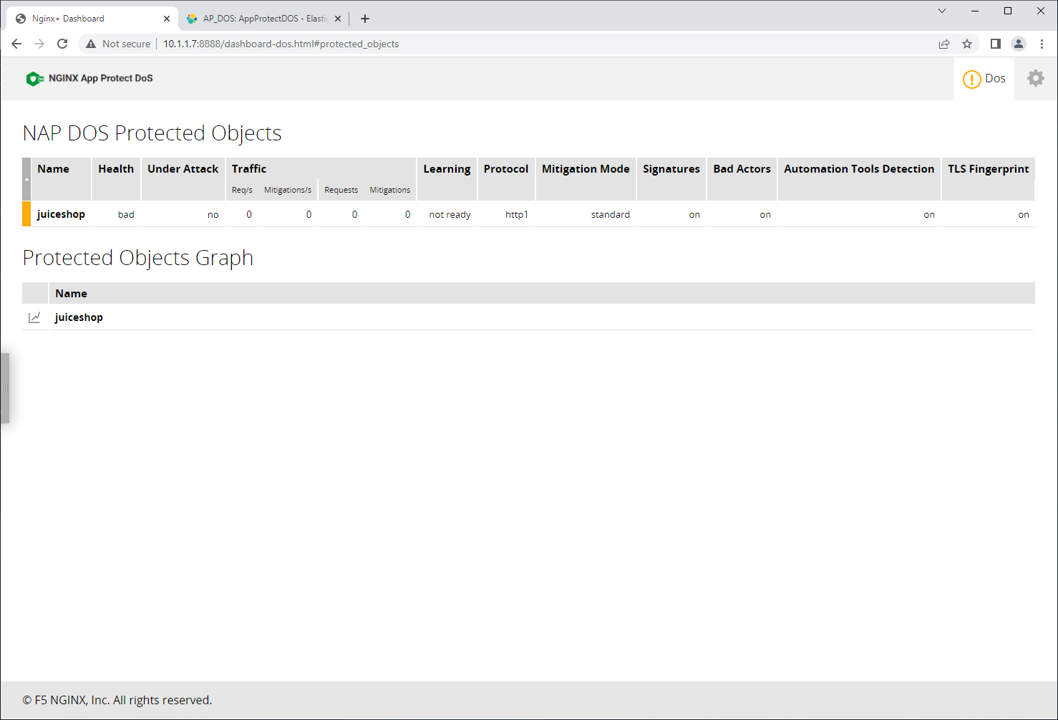 Nginx+ Dashboard
AP_DOS: AppProtectDOS - Elastic
Not secure
10.1.1.7:8888/dashboard-dos.html#protected_objects
NGINX App Protect DoS
Dos
NAP DOS Protected Objects
Name Health Under Attack Traffic Learning Protocol Mitigation Mode Signatures Bad Actors Automation Tools Detection TLS Fingerprint
Req/s Mitigations/s Requests Mitigations
juiceshop bad no 0 0 0 0 not ready http1 standard on on on on
Protected Objects Graph
Name
juiceshop
© F5 NGINX, Inc. All rights reserved.